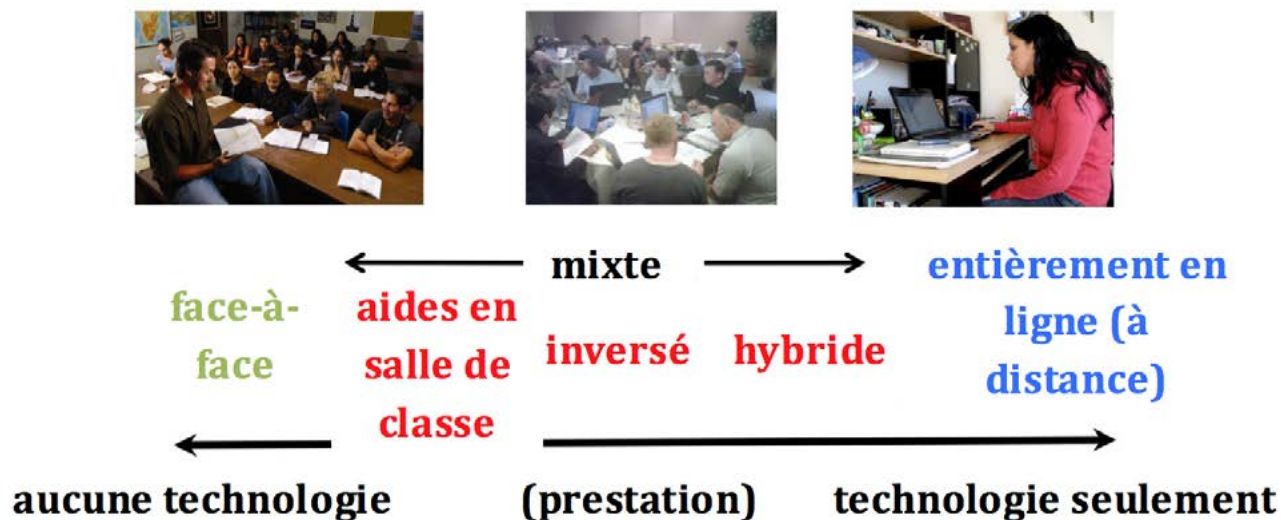 mixte
face-à-
face
aides en
salle de
classe
inversé
hybride
entièrement en
ligne (à
distance)
aucune technologie
(prestation)
technologie seulement